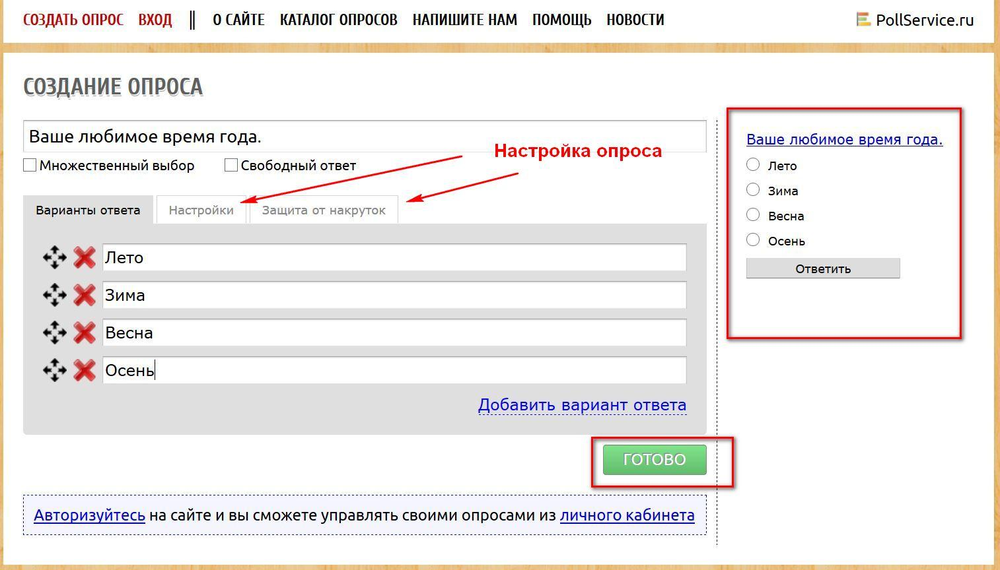 СОЗДАТЬ ОПРОС ВХОД О САЙТЕ КАТАЛОГ ОПРОСОВ НАПИШИТЕ НАМ ПОМОЩЬ НОВОСТИ PollService.ru
СОЗДАНИЕ ОПРОСА
Ваше любимое время года.
Множественный выбор Свободный ответ
Настройка опроса
Варианты ответа Настройки Защита от накруток
Лето
Зима
Весна
Осень
Добавить вариант ответа
ГОТОВО
Авторизуйтесь на сайте и вы сможете управлять своими опросами из личного кабинета
Ваше любимое время года.
Лето
Зима
Весна
Осень
Ответить